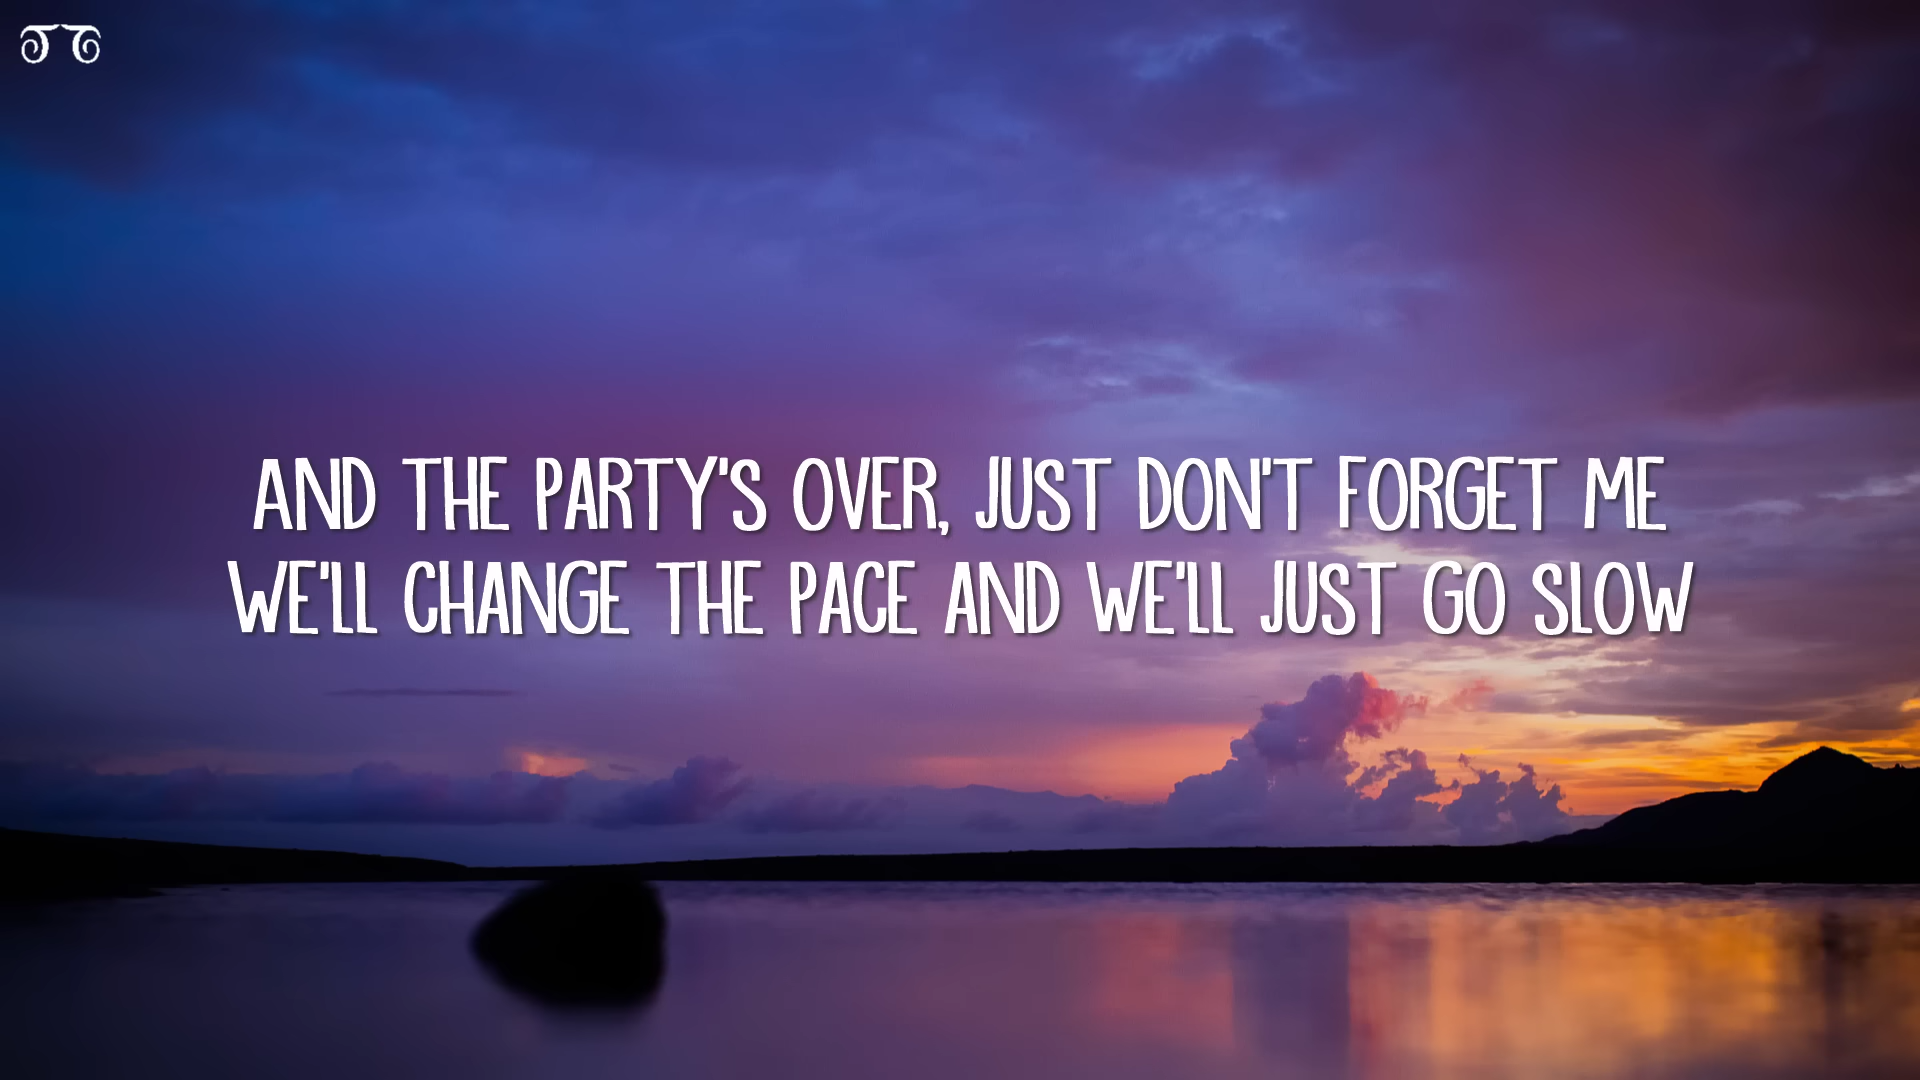 AND THE PARTY'S OVER, JUST DON'T FORGET ME
WE'LL CHANGE THE PACE AND WE'LL JUST GO SLOW